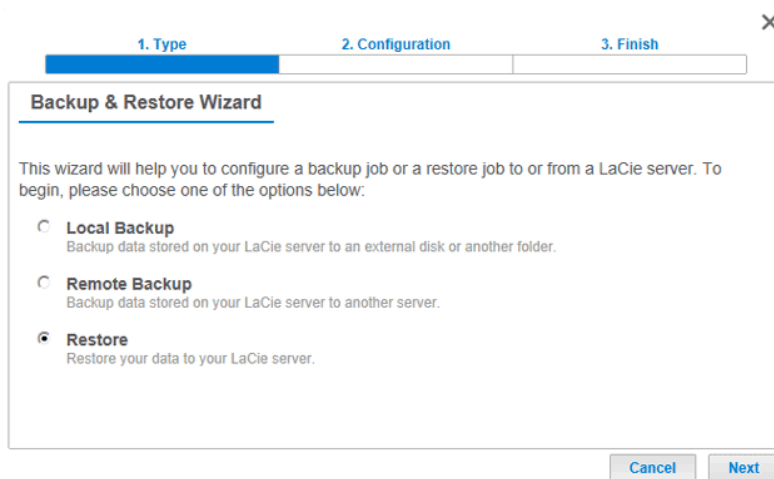 1. Type 2. Configuration 3. Finish
Backup & Restore Wizard
This wizard will help you to configure a backup job or a restore job to or from a LaCie server. To
begin, please choose one of the options below:
Local Backup
Backup data stored on your LaCie server to an external disk or another folder.
Remote Backup
Backup data stored on your LaCie server to another server.
Restore
Restore your data to your LaCie server.
Cancel Next